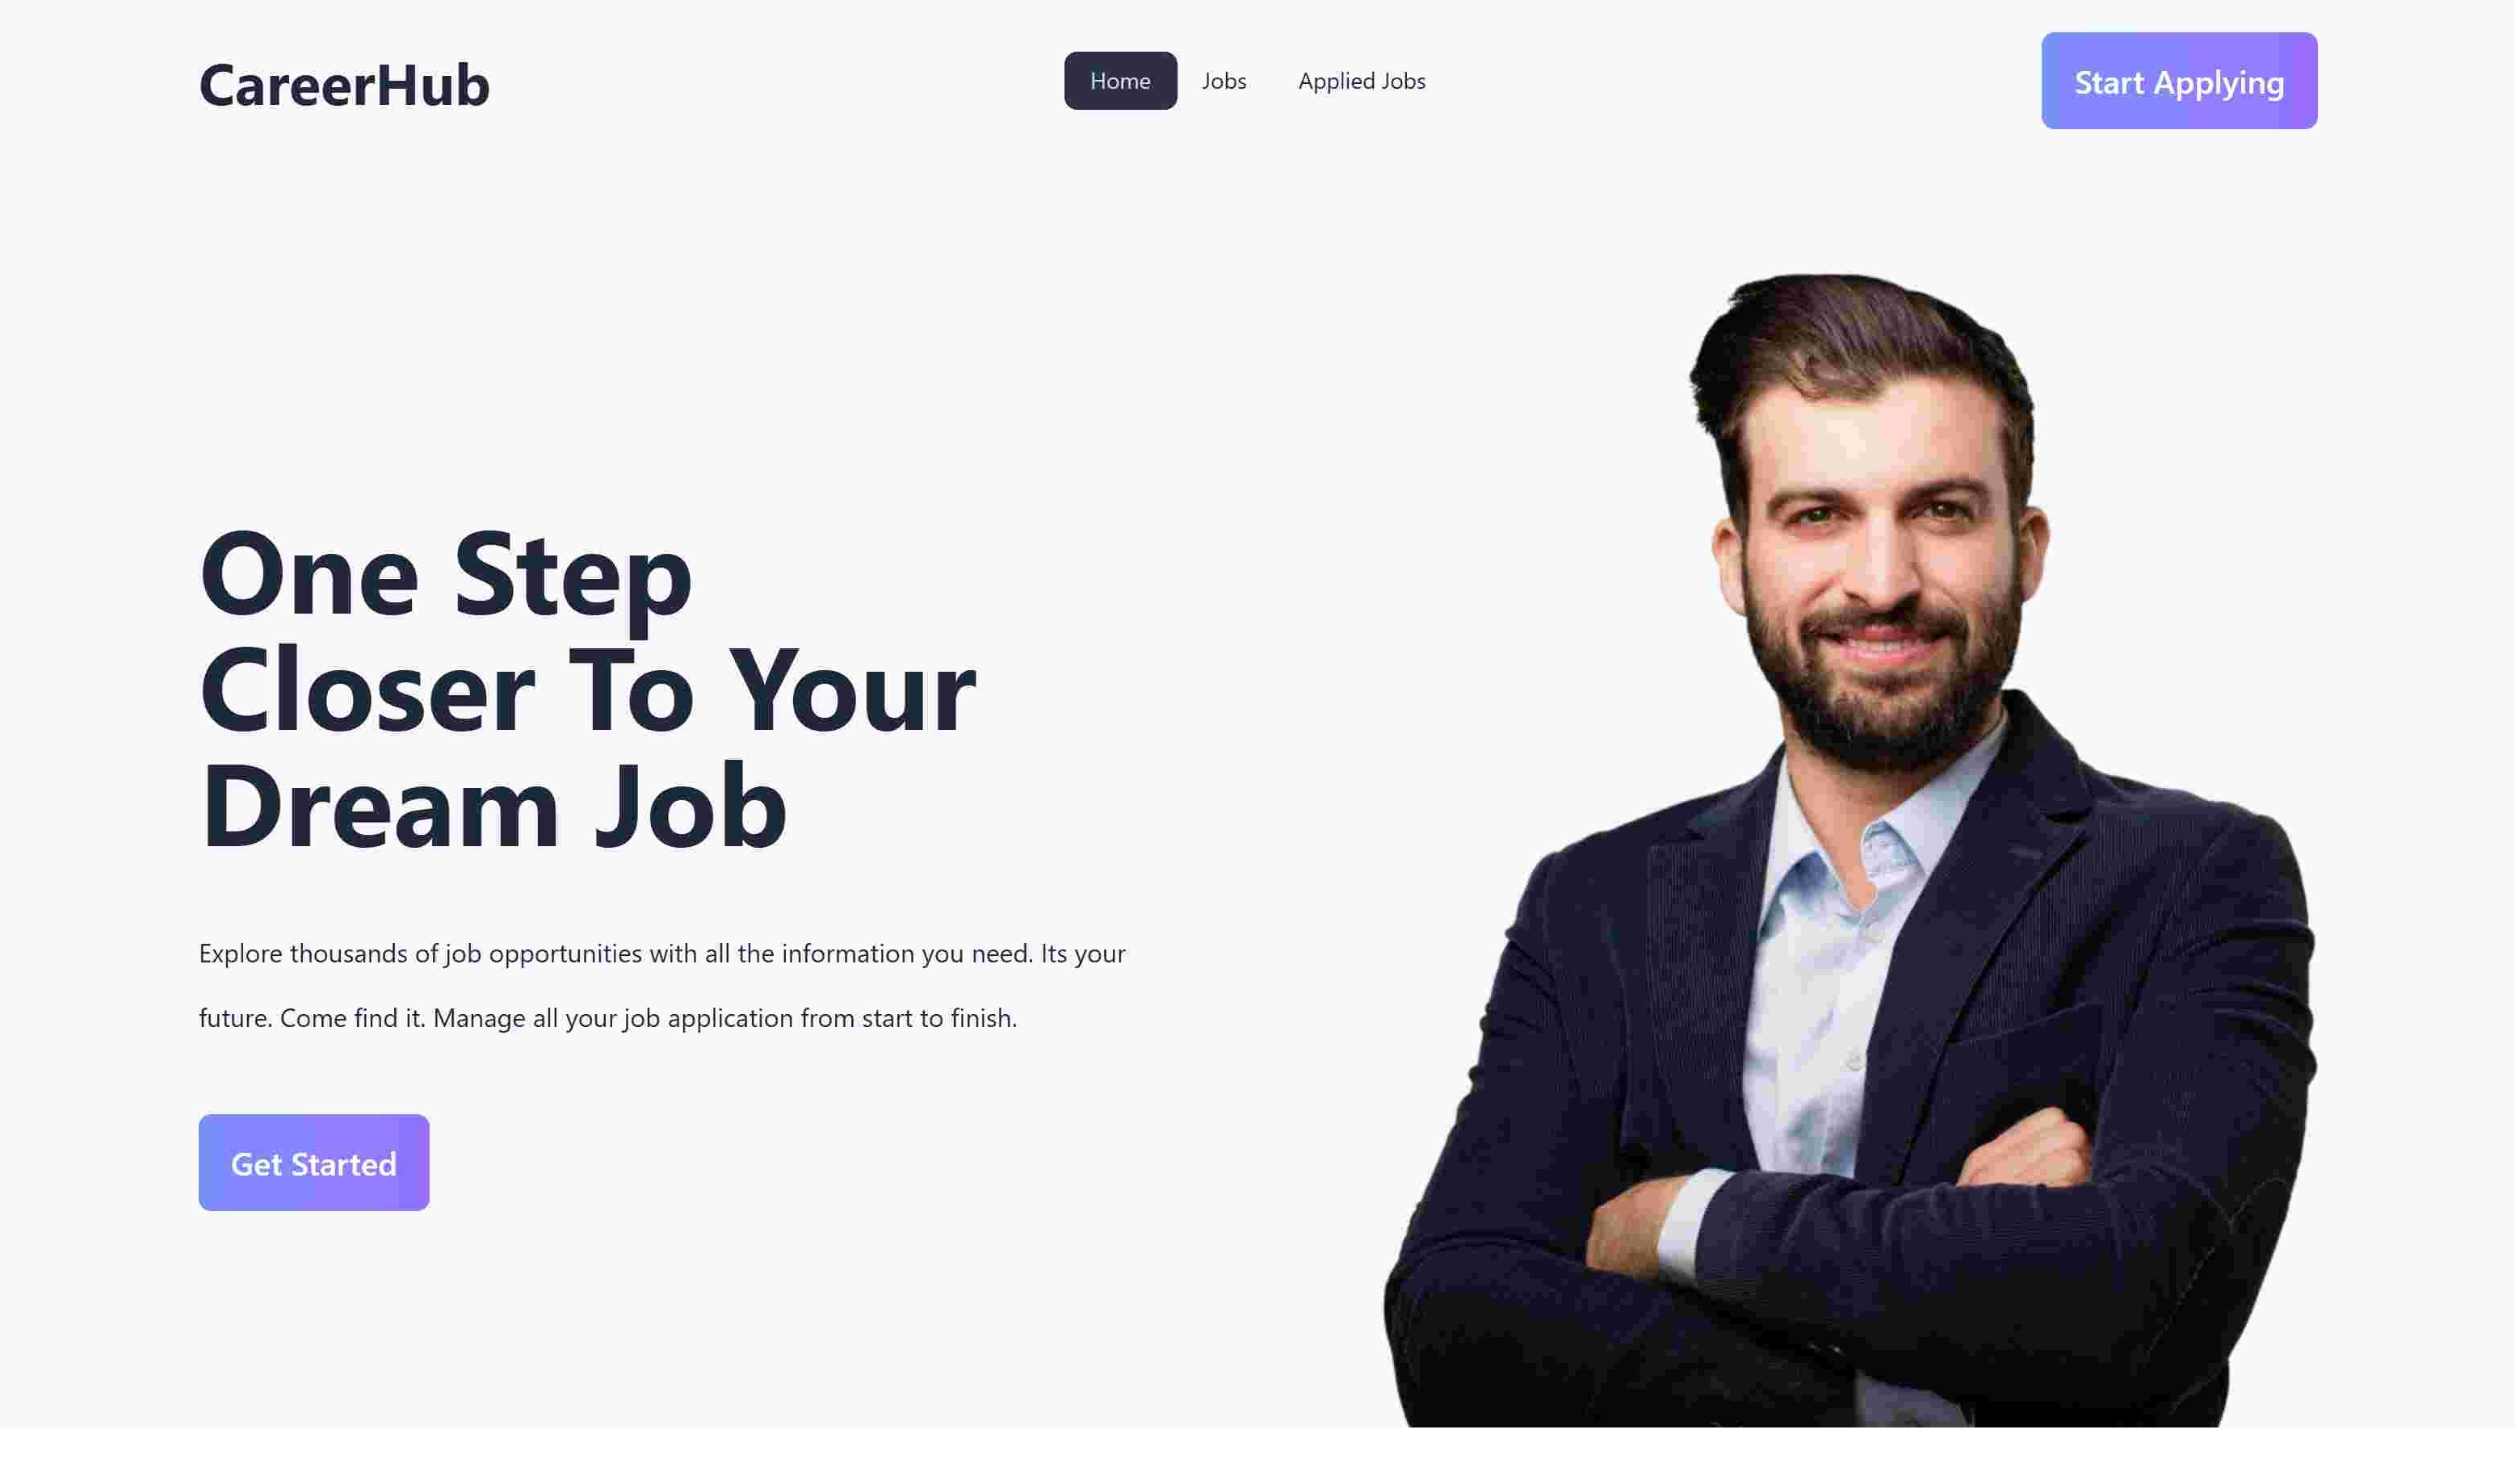 CareerHub
Home
Jobs
Applied Jobs
Start Applying
One Step
Closer To Your
Dream Job
Explore thousands of job opportunities with all the information you need. Its your
future. Come find it. Manage all your job application from start to finish.
Get Started